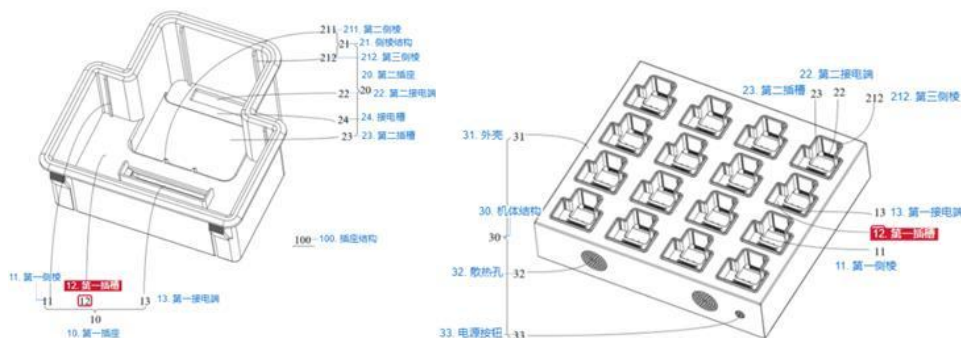 211 211. 第二侧棱
21 21. 侧棱结构
212 212. 第三侧棱
20. 第二插座
22 22. 第二接电端
20
24 24. 接电槽
23 23. 第二插槽
100 100. 插座结构
11. 第一侧棱
12. 第一插槽
11 12 13 13. 第一接电端
10
10. 第一插座
22. 第二接电端
23. 第二插槽 23 22 212 212. 第三侧棱
31. 外壳 31
30. 机体结构
30
13 13. 第一接电端
12. 第一插槽
11
11. 第一侧棱
32. 散热孔 32
33. 电源按钮 33